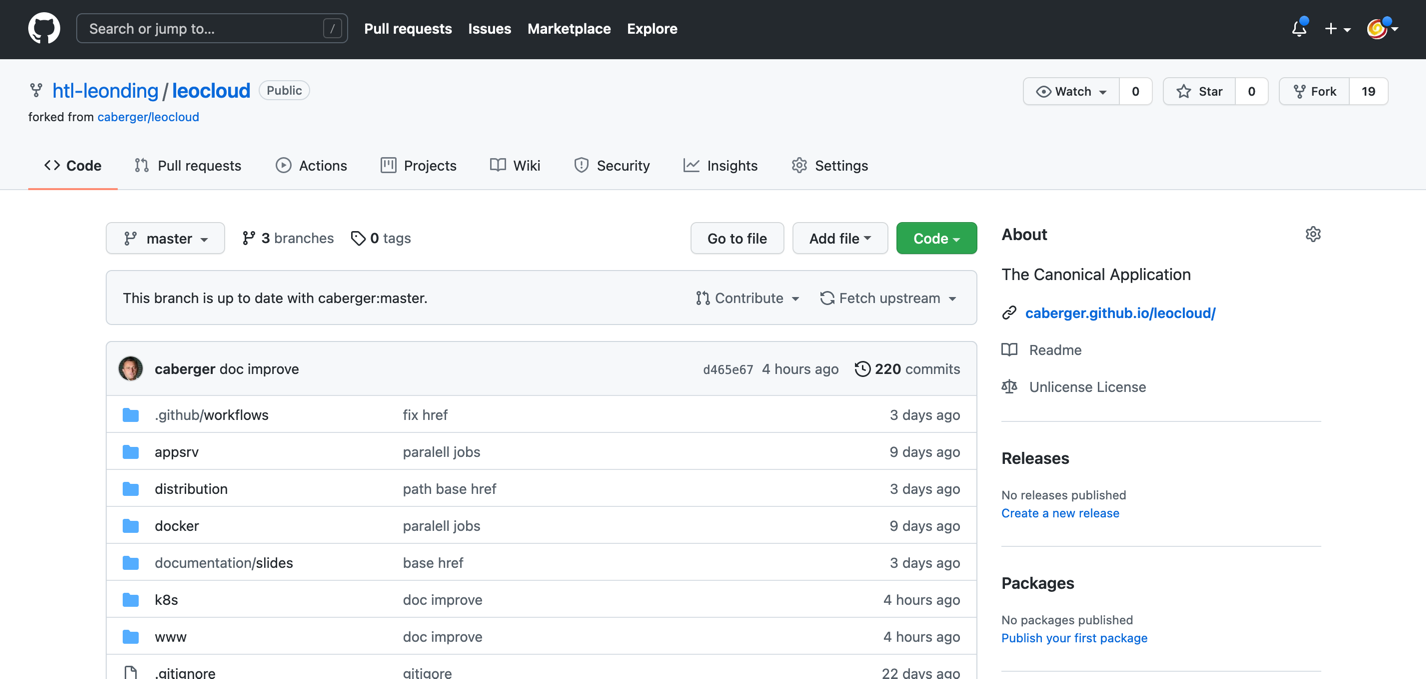 Search or jump to... /
Pull requests Issues Marketplace Explore
htl-leonding / leocloud Public
Watch 0 Star 0 Fork 19
forked from caberger/leocloud
Code Pull requests Actions Projects Wiki Security Insights Settings
master 3 branches 0 tags Go to file Add file Code
This branch is up to date with caberger:master. Contribute Fetch upstream
caberger doc improve d465e67 4 hours ago 220 commits
.github/workflows fix href 3 days ago
appsrv paralell jobs 9 days ago
distribution path base href 3 days ago
docker paralell jobs 9 days ago
documentation/slides base href 3 days ago
k8s doc improve 4 hours ago
www doc improve 4 hours ago
.gitignore gitigore 22 days ago
About
The Canonical Application
caberger.github.io/leocloud/
Readme
Unlicense License
Releases
No releases published
Create a new release
Packages
No packages published
Publish your first package